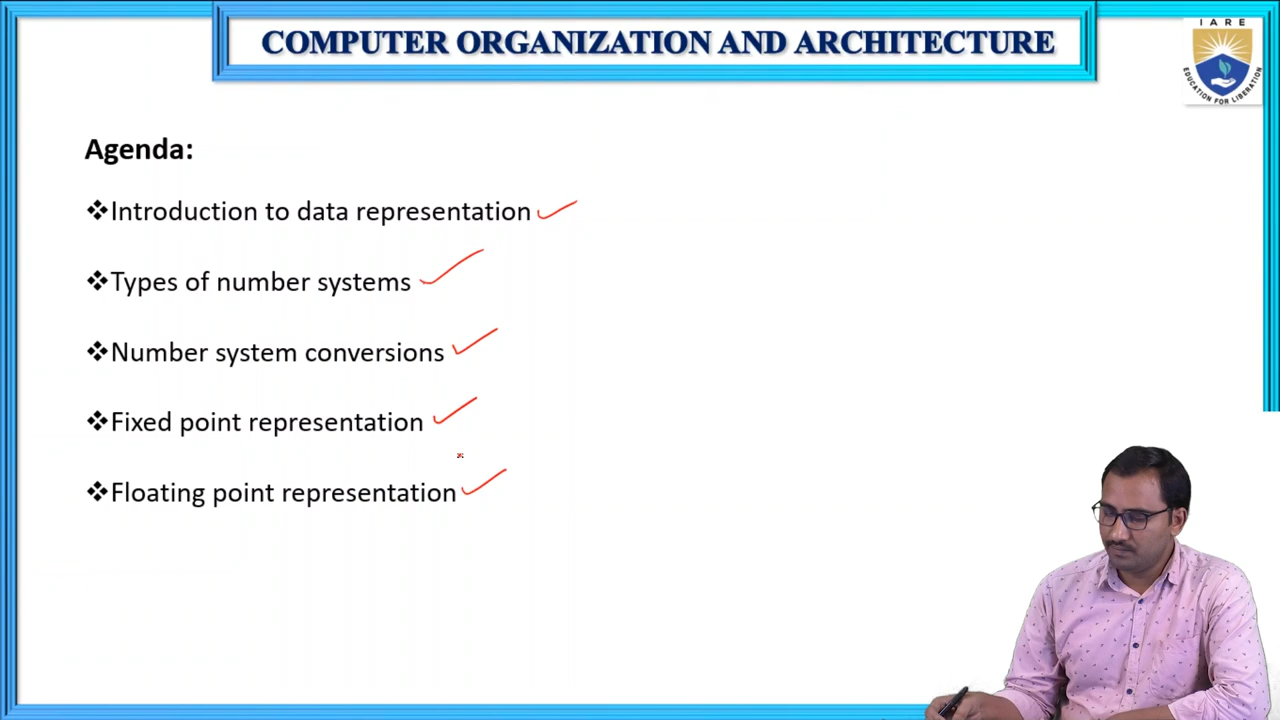 COMPUTER ORGANIZATION AND ARCHITECTURE
IARE
EDUCATION FOR LIBERATION
Agenda:
❖Introduction to data representation
❖Types of number systems
❖Number system conversions
❖Fixed point representation
❖Floating point representation